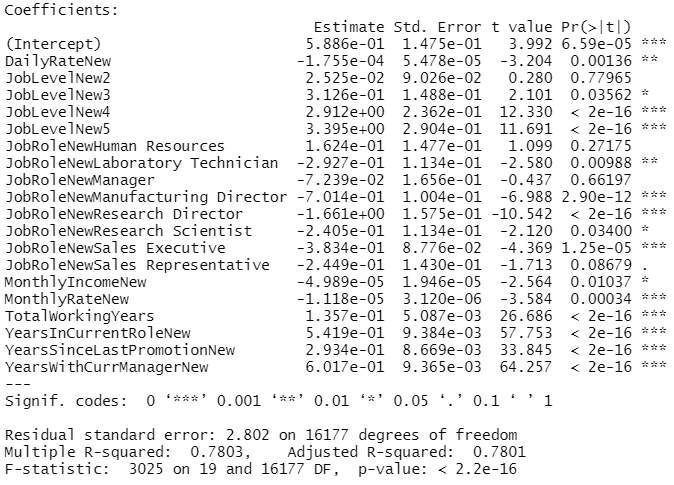 Coefficients:
Estimate Std. Error t value Pr(>|t|)
(Intercept) 5.886e-01 1.475e-01 3.992 6.59e-05 ***
DailyRateNew -1.755e-04 5.478e-05 -3.204 0.00136 **
JobLevelNew2 2.525e-02 9.026e-02 0.280 0.77965
JobLevelNew3 3.126e-01 1.488e-01 2.101 0.03562 *
JobLevelNew4 2.912e+00 2.362e-01 12.330 < 2e-16 ***
JobLevelNew5 3.395e+00 2.904e-01 11.691 < 2e-16 ***
JobRoleNewHuman Resources 1.624e-01 1.477e-01 1.099 0.27175
JobRoleNewLaboratory Technician -2.927e-01 1.134e-01 -2.580 0.00988 **
JobRoleNewManager -7.239e-02 1.656e-01 -0.437 0.66197
JobRoleNewManufacturing Director -7.014e-01 1.004e-01 -6.988 2.90e-12 ***
JobRoleNewResearch Director -1.661e+00 1.575e-01 -10.542 < 2e-16 ***
JobRoleNewResearch Scientist -2.405e-01 1.134e-01 -2.120 0.03400 *
JobRoleNewSales Executive -3.834e-01 8.776e-02 -4.369 1.25e-05 ***
JobRoleNewSales Representative -2.449e-01 1.430e-01 -1.713 0.08679 .
MonthlyIncomeNew -4.989e-05 1.946e-05 -2.564 0.01037 *
MonthlyRateNew -1.118e-05 3.120e-06 -3.584 0.00034 ***
TotalWorkingYears 1.357e-01 5.087e-03 26.686 < 2e-16 ***
YearsInCurrentRoleNew 5.419e-01 9.384e-03 57.753 < 2e-16 ***
YearsSinceLastPromotionNew 2.934e-01 8.669e-03 33.845 < 2e-16 ***
YearsWithCurrManagerNew 6.017e-01 9.365e-03 64.257 < 2e-16 ***
---
Signif. codes: 0 ‘***’ 0.001 ‘**’ 0.01 ‘*’ 0.05 ‘.’ 0.1 ‘ ’ 1
Residual standard error: 2.802 on 16177 degrees of freedom
Multiple R-squared: 0.7803, Adjusted R-squared: 0.7801
F-statistic: 3025 on 19 and 16177 DF, p-value: < 2.2e-16